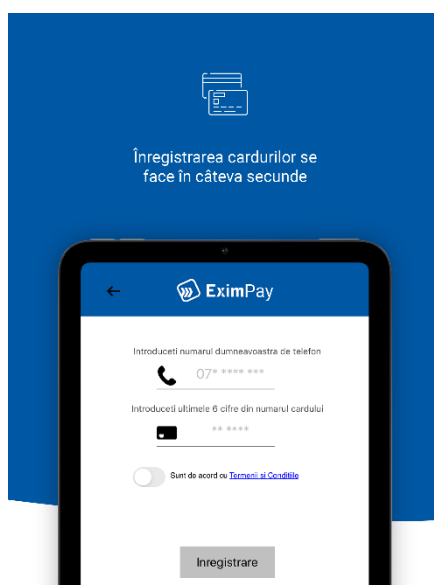 Înregistrarea cardurilor se
face în câteva secunde
EximPay
Introduceti numarul dumneavoastra de telefon
07* **** ***
Introduceti ultimele 6 cifre din numarul cardului
** ****
Sunt de acord cu Termenii si Conditiile
Inregistrare